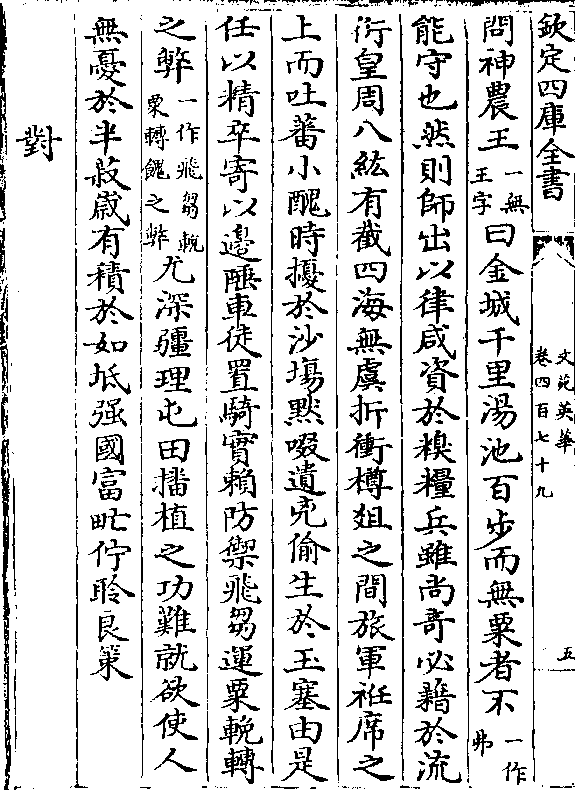 欽定四庫全書
文苑英華
卷四百七十九
五
問神農王一無王字曰金城千里湯池百步而無粟者不一作弗
能守也然則師出以律咸資於糗糧兵雖尚竒必藉於流
衍皇周八紘有截四海無虞折衝樽俎之間旅軍袵席之
上而吐蕃小醜時擾於沙塲黙啜遺兇偷生於玉塞由是
任以精卒寄以邊陲車徒置騎實賴防禦飛芻運粟輓轉
之弊一作飛芻輓粟轉餽之弊尤深疆理屯田播植之功難就欲使人
無憂於半菽歲有積於如坻强國富甿佇聆良策
對